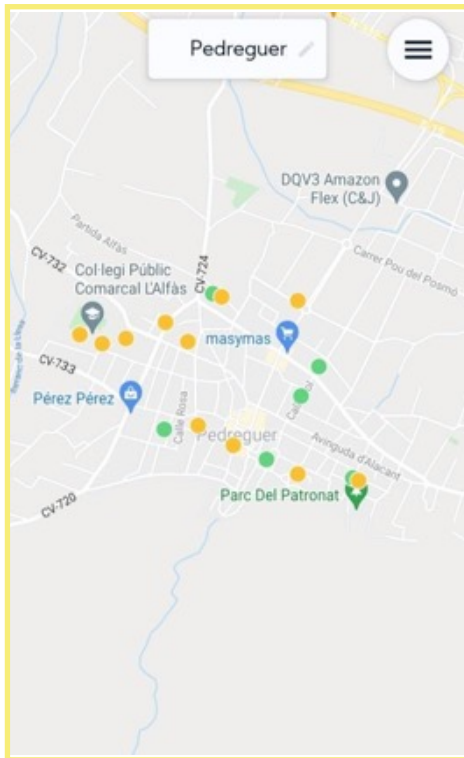 Pedreguer
DQV3 Amazon
Flex (C&J)
Partida Alfàs
Carrer Pou del Posmó
CV-732
CV-724
Col·legi Públic
Comarcal L'Alfàs
masymas
CV-733
Pérez Pérez
Calle Rosa
Pedreguer
Avinguda d'Alacant
Parc Del Patronat
CV-720